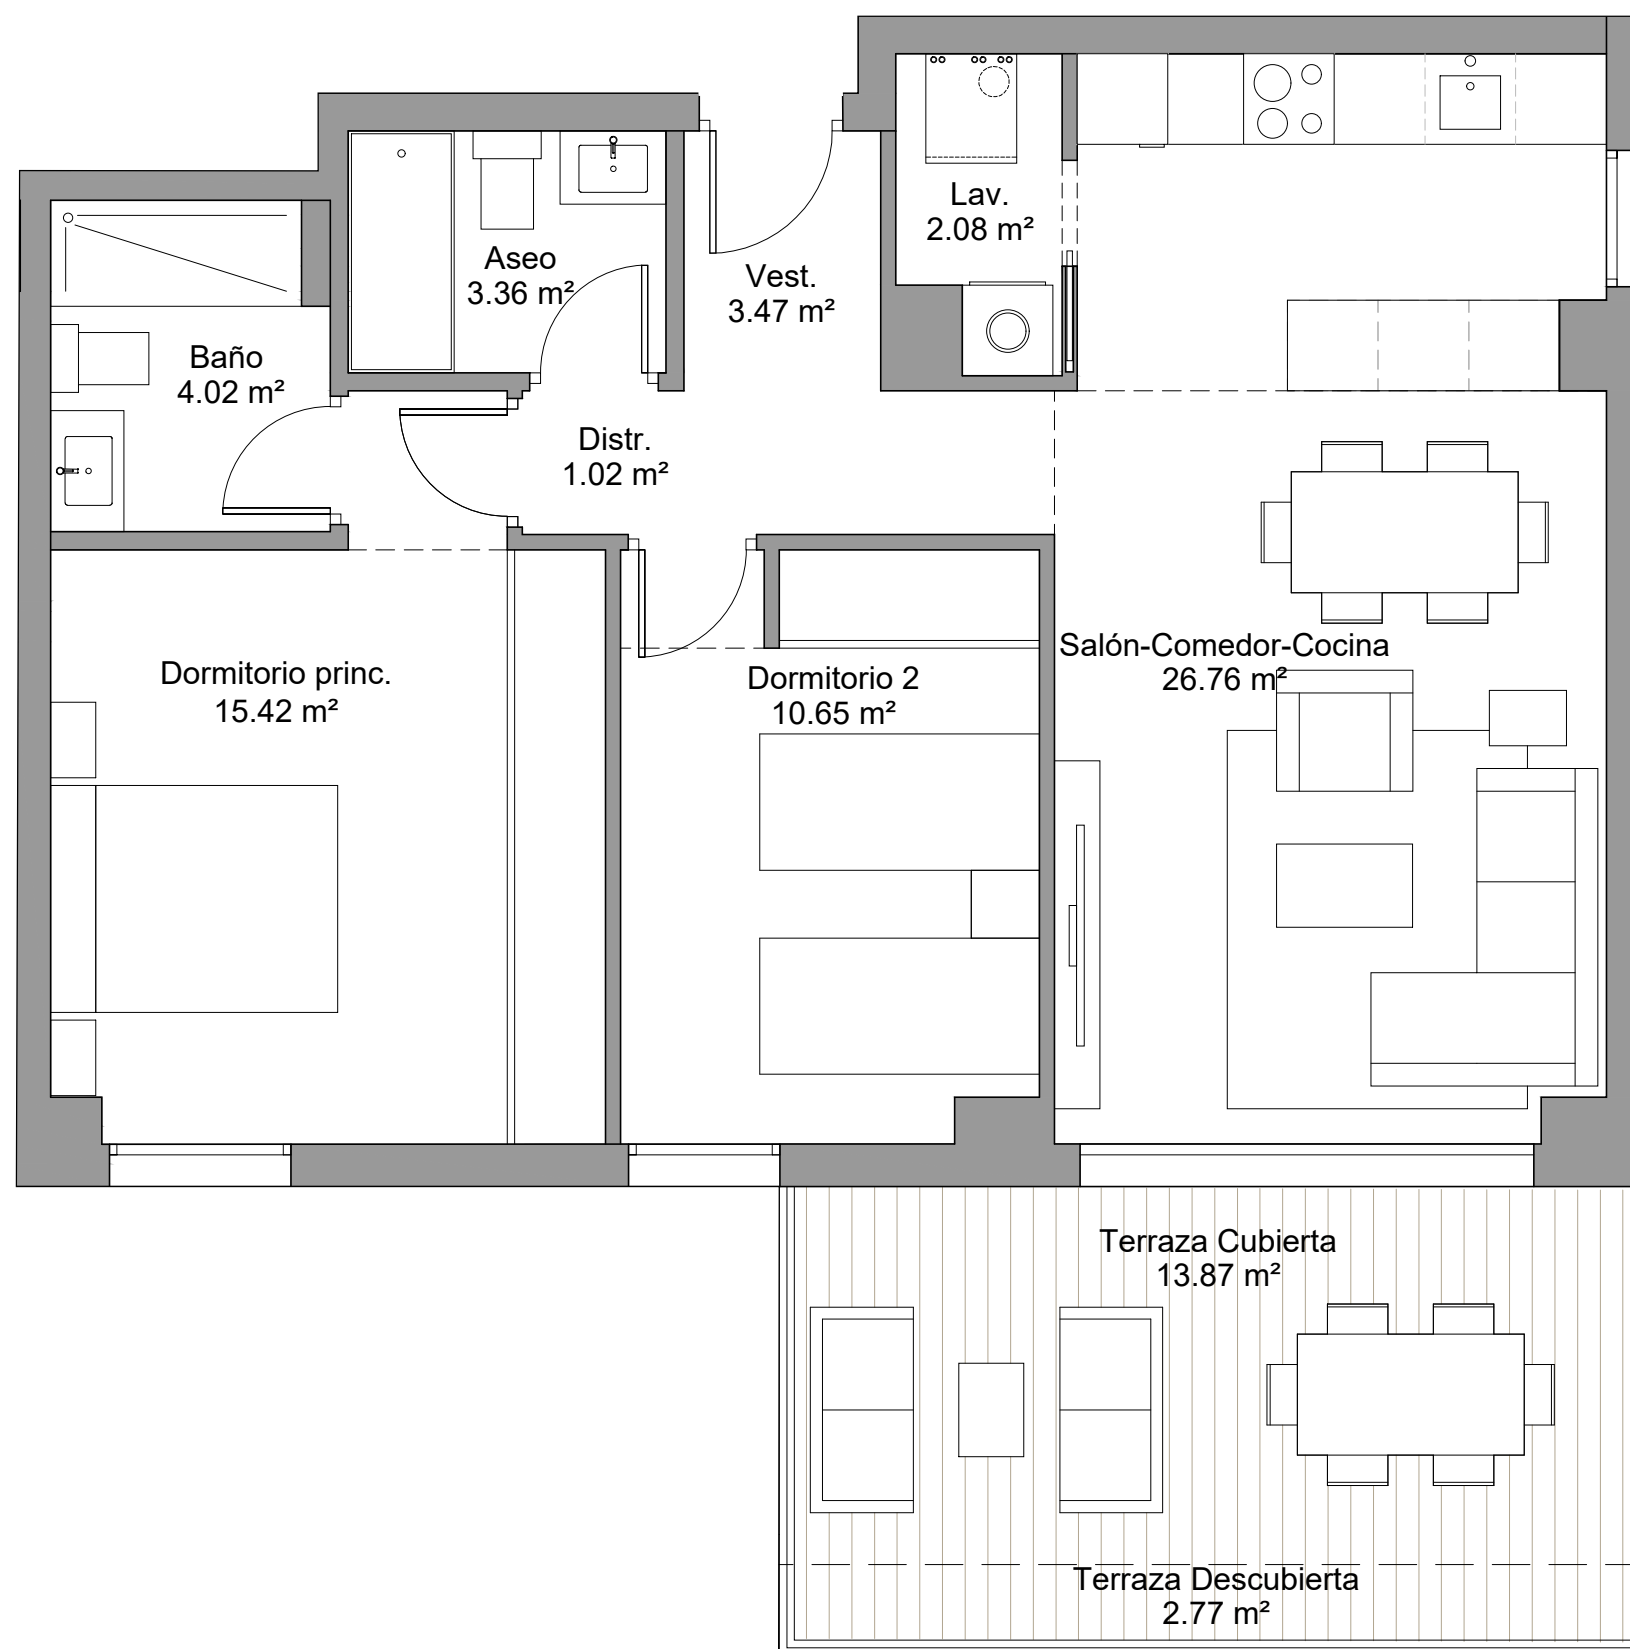 Lav.
2.08 m²
Aseo
3.36 m²
Vest.
3.47 m²
Baño
4.02 m²
Distr.
1.02 m²
Salón-Comedor-Cocina
26.76 m²
Dormitorio princ.
15.42 m²
Dormitorio 2
10.65 m²
Terraza Cubierta
13.87 m²
Terraza Descubierta
2.77 m²